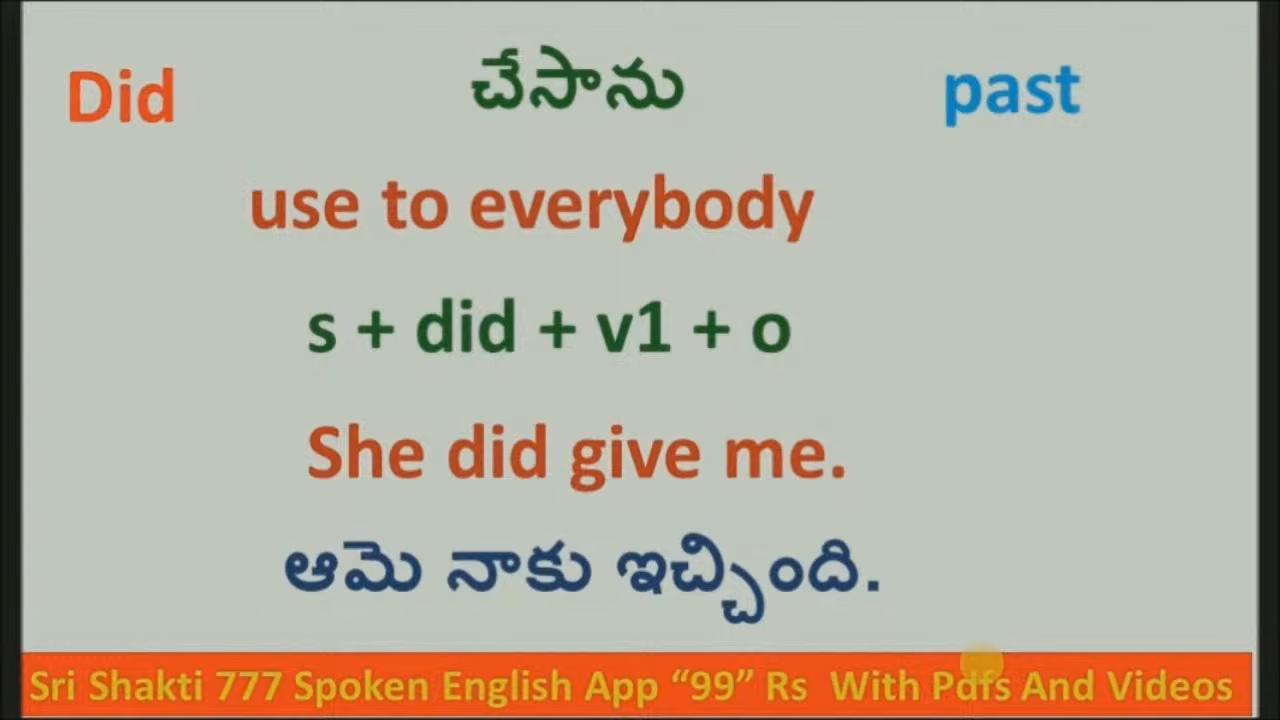 Did చేసాను past
use to everybody
s + did + v1 + o
She did give me.
ఆమె నాకు ఇచ్చింది.
Sri Shakti 777 Spoken English App “99” Rs With Pdfs And Videos